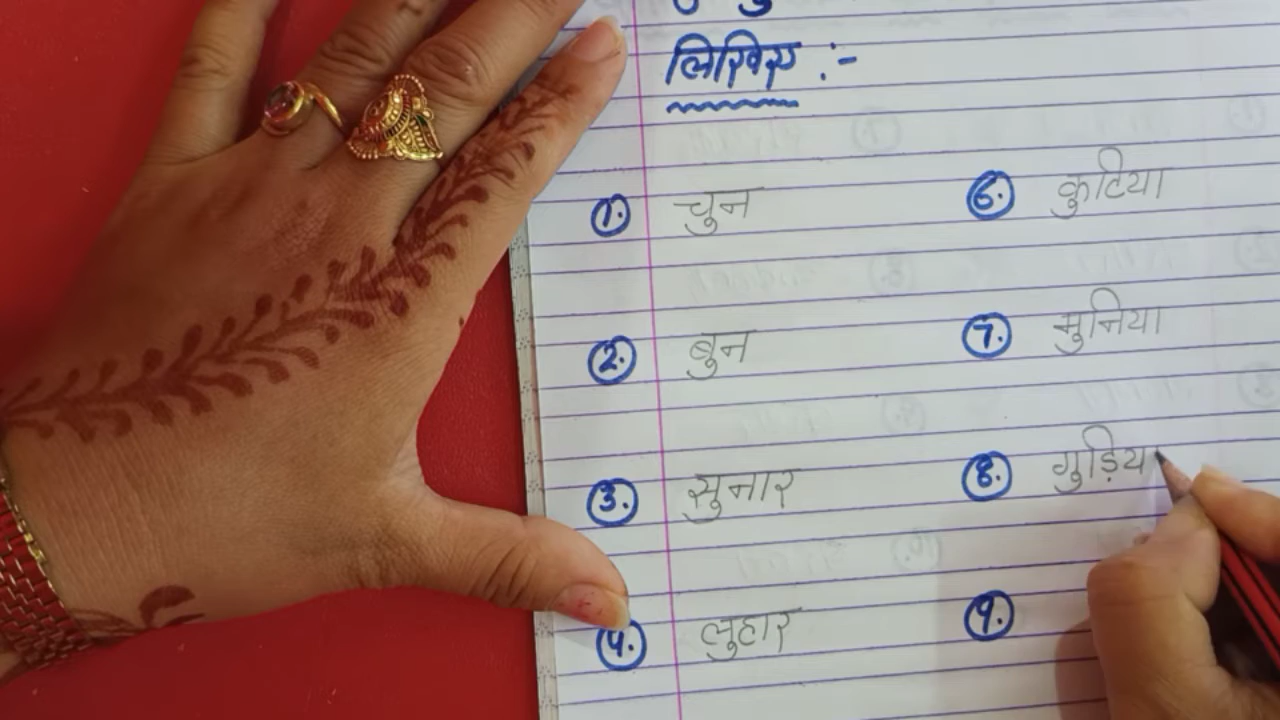 लिखिए :-
1. चुन
2. बुन
3. सुनार
4. लुहार
6. कुटिया
7. मुनिया
8. गुड़िया
9.